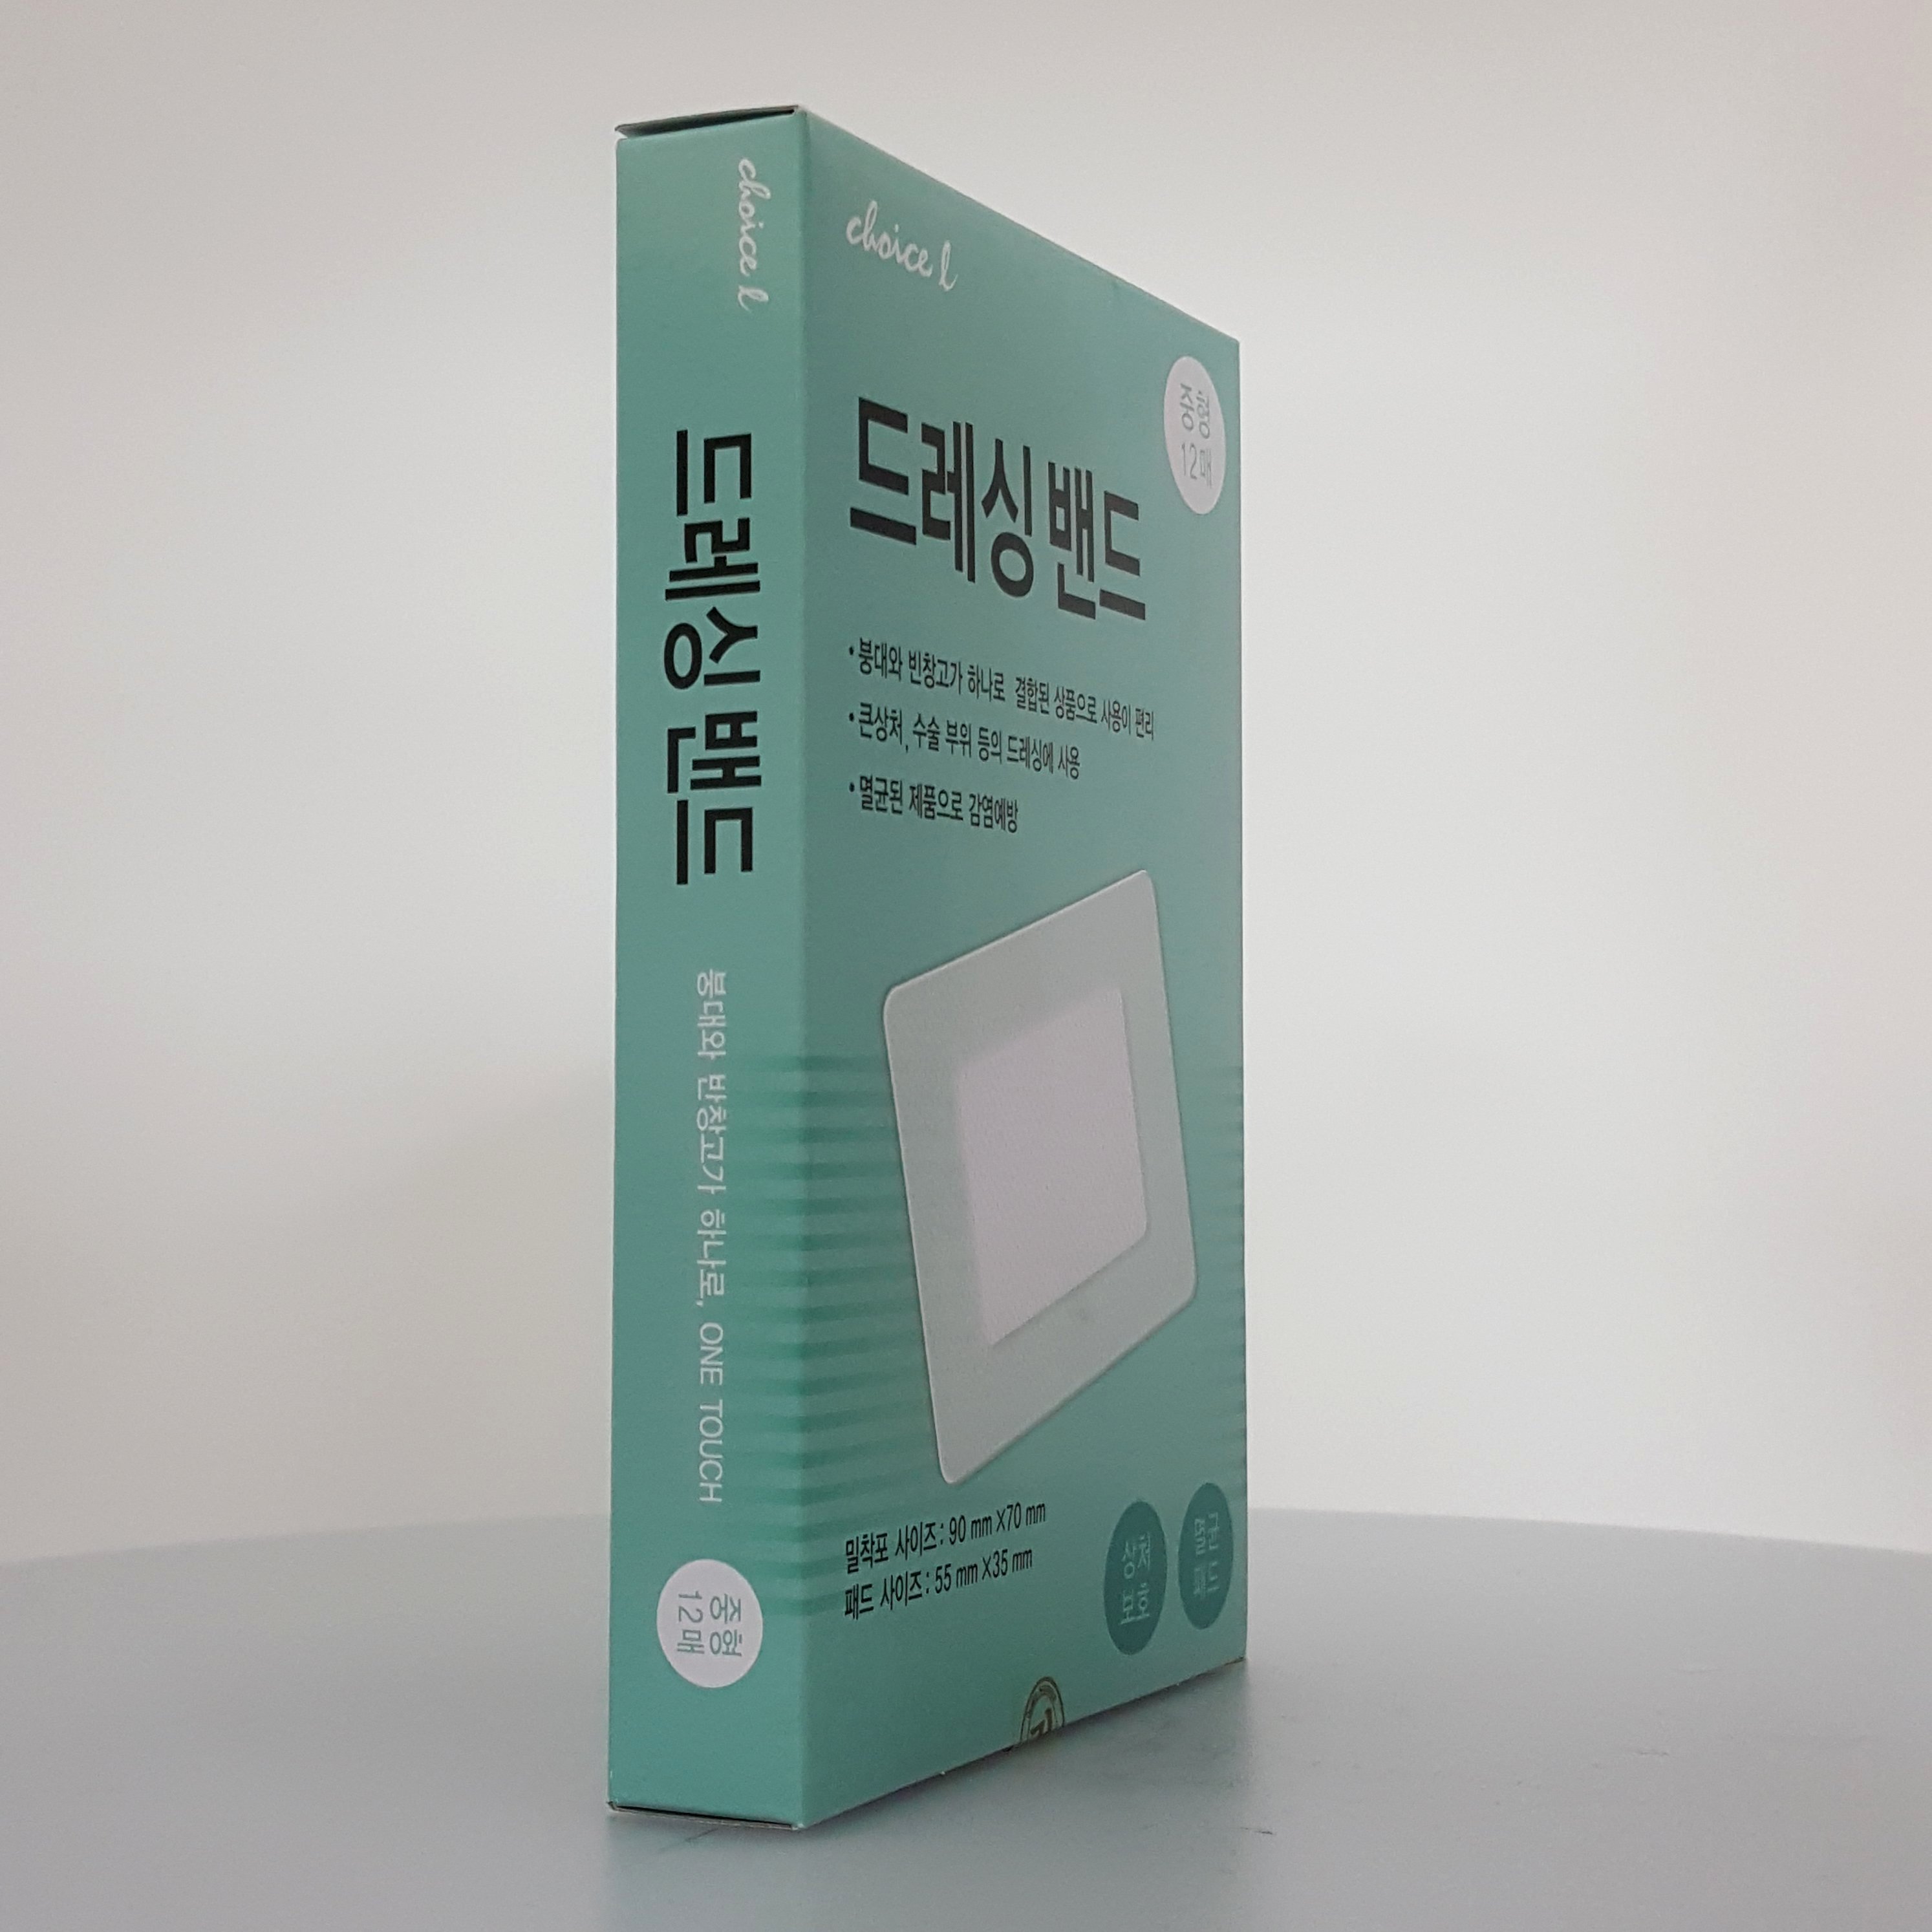 choice l
드레싱 밴드
붕대와 반창고가 하나로, ONE TOUCH
중형
12매
choice l
중형
12매
드레싱 밴드
•붕대와 빈창고가 하나로 결합된 상품으로 사용이 편리
•큰상처, 수술 부위 등의 드레싱에 사용
•멸균된 제품으로 감염예방
밀착포 사이즈: 90 mm X70 mm
패드 사이즈: 55 mm X35 mm
상처
보호
멸균
패드